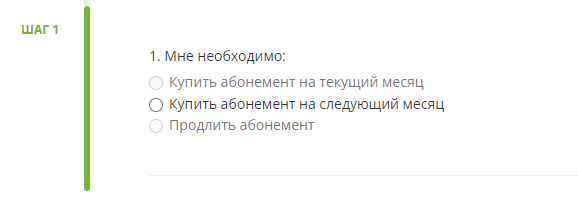 ШАГ 1
1. Мне необходимо:
Купить абонемент на текущий месяц
Купить абонемент на следующий месяц
Продлить абонемент